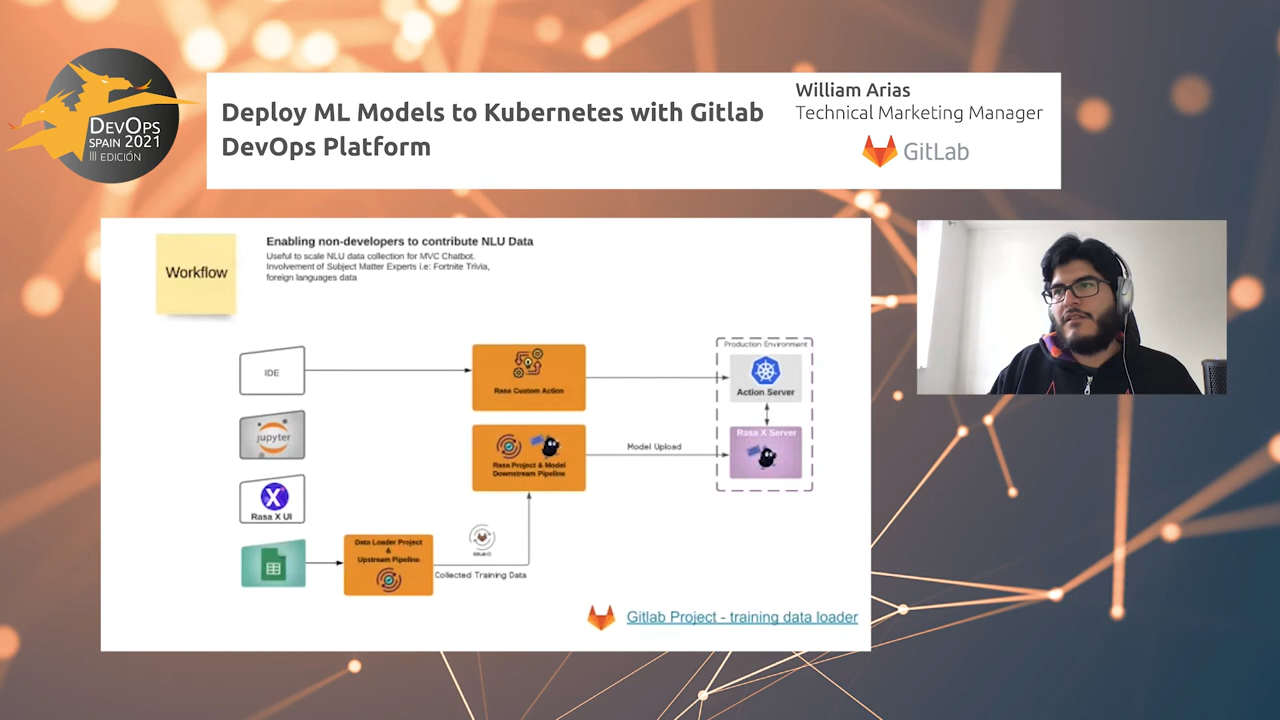 DevOps
SPAIN 2021
III EDICIÓN
Deploy ML Models to Kubernetes with Gitlab
DevOps Platform
William Arias
Technical Marketing Manager
GitLab
Workflow
Enabling non-developers to contribute NLU Data
Useful to scale NLU data collection for MVC Chatbot.
Involvement of Subject Matter Experts i.e: Fortnite Trivia,
foreign languages data
IDE
jupyter
X
Rasa X UI
Data Loader Project
&
Upstream Pipeline
Collected Training Data
Rasa Custom Action
Rasa Project & Model
Downstream Pipeline
Model Upload
Production Environment
Action Server
Rasa X Server
Gitlab Project - training data loader